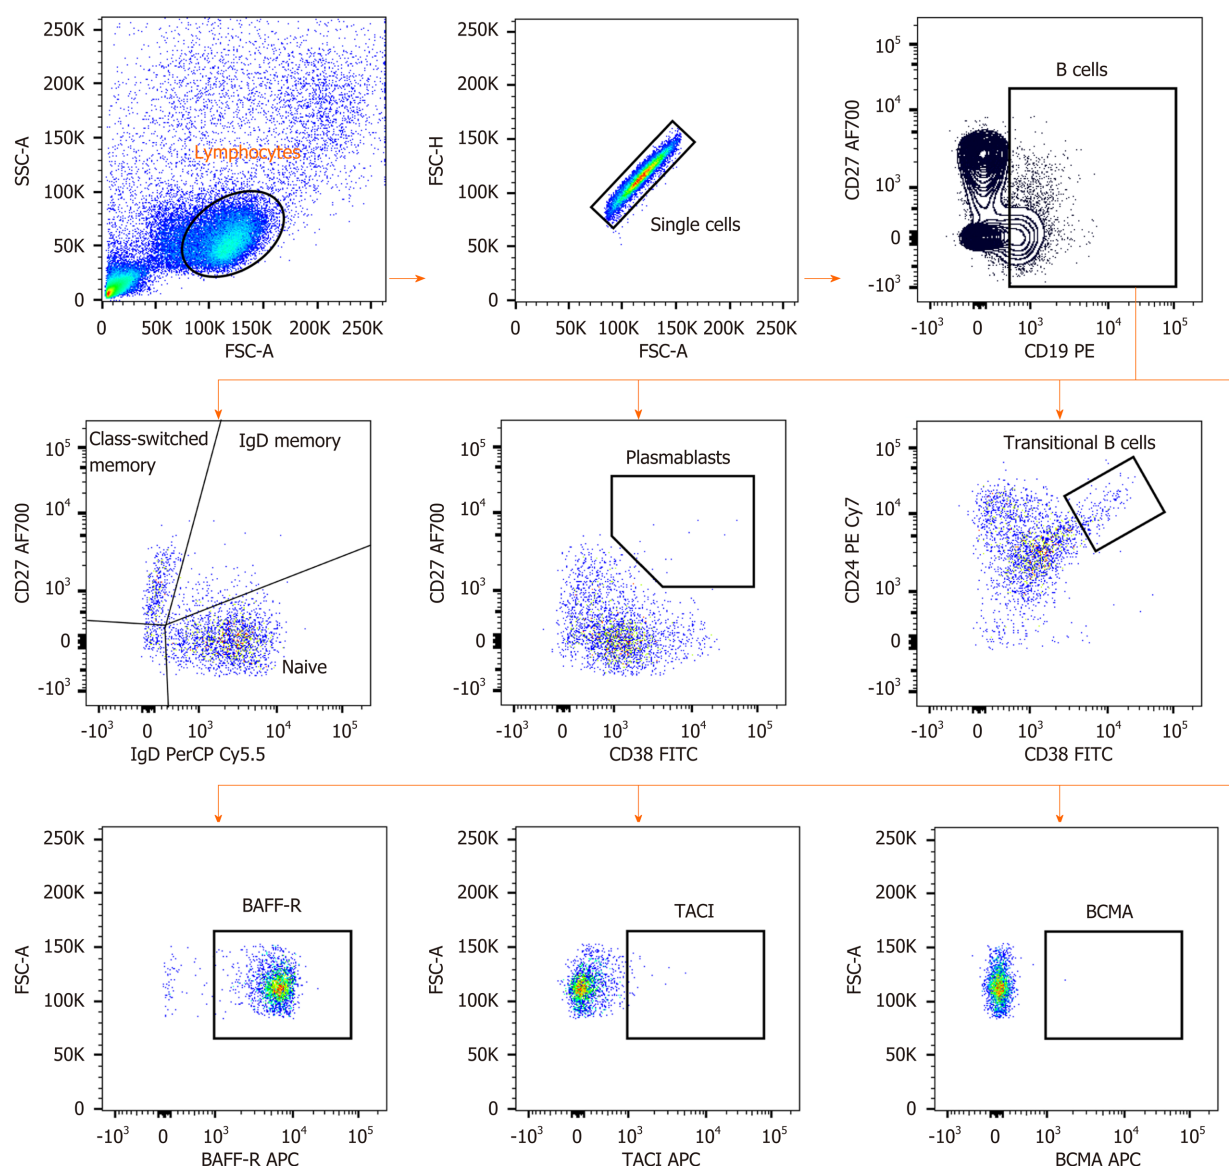 250K
200K
150K
100K
50K
0
SSC-A
Lymphocytes
0 50K 100K 150K 200K 250K
FSC-A
250K
200K
150K
100K
50K
0
FSC-H
Single cells
0 50K 100K 150K 200K 250K
FSC-A
B cells
10⁵
10⁴
10³
0
-10³
CD27 AF700
-10³ 0 10³ 10⁴ 10⁵
CD19 PE
Class-switched
memory
IgD memory
Naive
10⁵
10⁴
10³
0
-10³
CD27 AF700
-10³ 0 10³ 10⁴ 10⁵
IgD PerCP Cy5.5
Plasmablasts
10⁵
10⁴
10³
0
-10³
CD27 AF700
-10³ 0 10³ 10⁴ 10⁵
CD38 FITC
Transitional B cells
10⁵
10⁴
10³
0
-10³
CD24 PE Cy7
-10³ 0 10³ 10⁴ 10⁵
CD38 FITC
250K
200K
150K
100K
50K
0
FSC-A
BAFF-R
-10³ 0 10³ 10⁴ 10⁵
BAFF-R APC
250K
200K
150K
100K
50K
0
FSC-A
TACI
-10³ 0 10³ 10⁴ 10⁵
TACI APC
250K
200K
150K
100K
50K
0
FSC-A
BCMA
-10³ 0 10³ 10⁴ 10⁵
BCMA APC